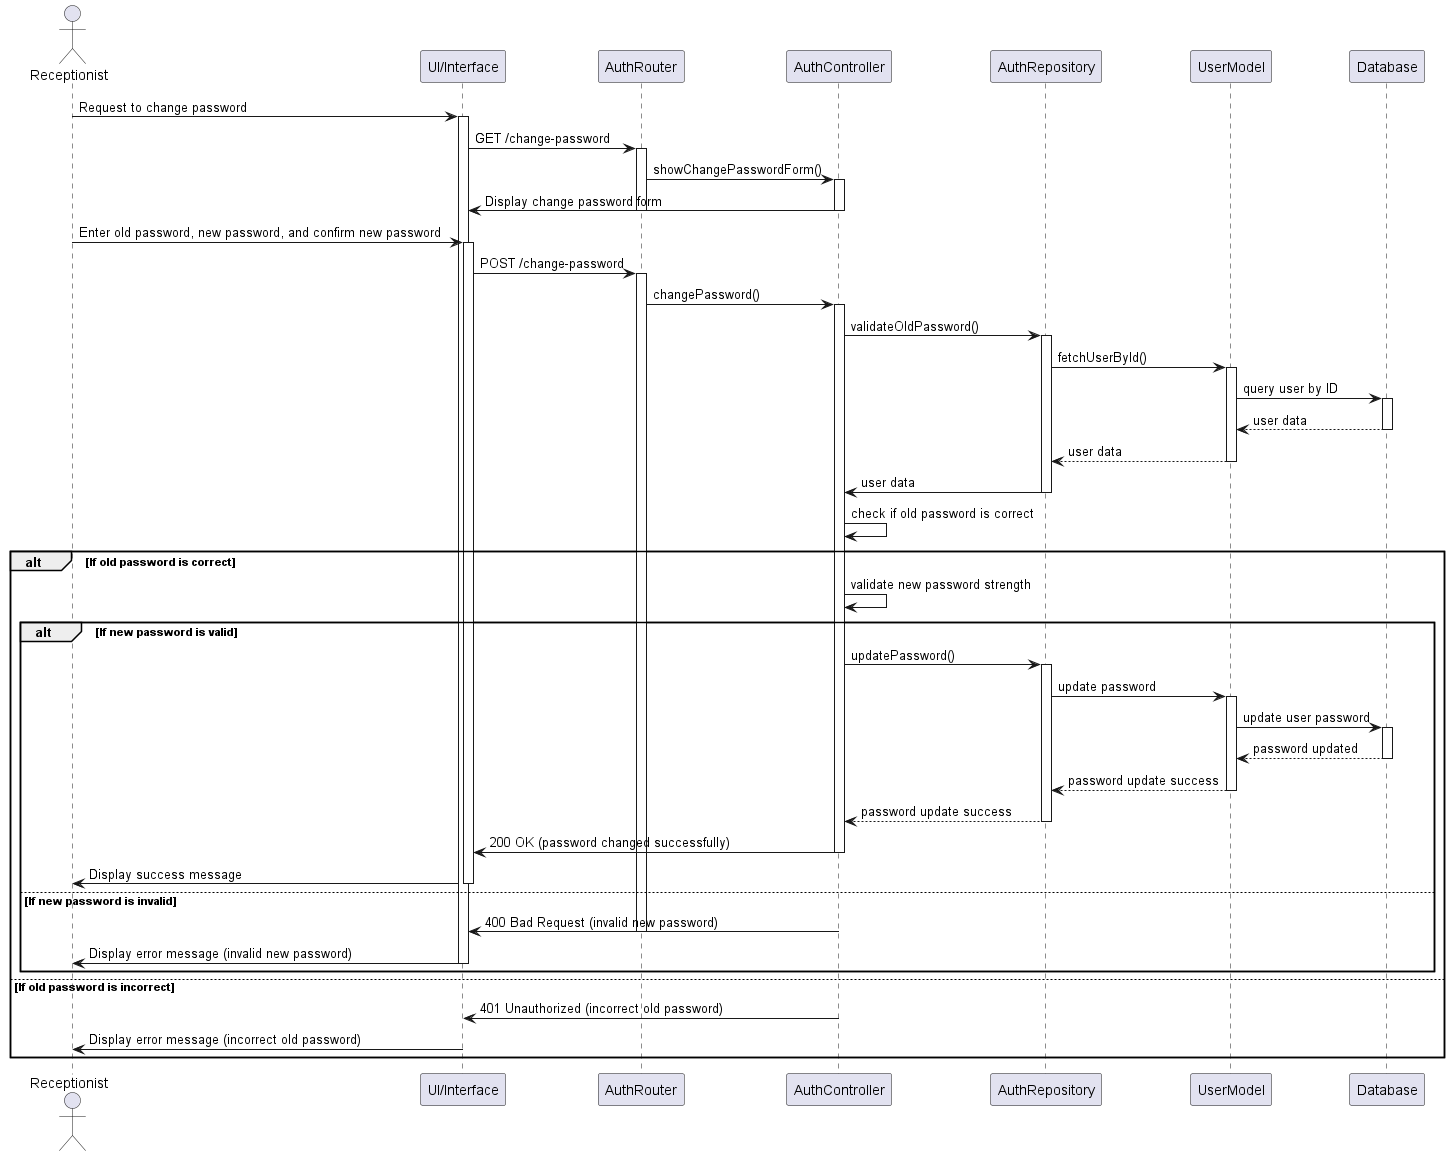 Receptionist
UI/Interface
AuthRouter
AuthController
AuthRepository
UserModel
Database
Request to change password
GET /change-password
showChangePasswordForm()
Display change password form
Enter old password, new password, and confirm new password
POST /change-password
changePassword()
validateOldPassword()
fetchUserById()
query user by ID
user data
user data
user data
check if old password is correct
alt
[If old password is correct]
validate new password strength
alt
[If new password is valid]
updatePassword()
update password
update user password
password updated
password update success
password update success
200 OK (password changed successfully)
Display success message
[If new password is invalid]
400 Bad Request (invalid new password)
Display error message (invalid new password)
[If old password is incorrect]
401 Unauthorized (incorrect old password)
Display error message (incorrect old password)
Receptionist
UI/Interface
AuthRouter
AuthController
AuthRepository
UserModel
Database